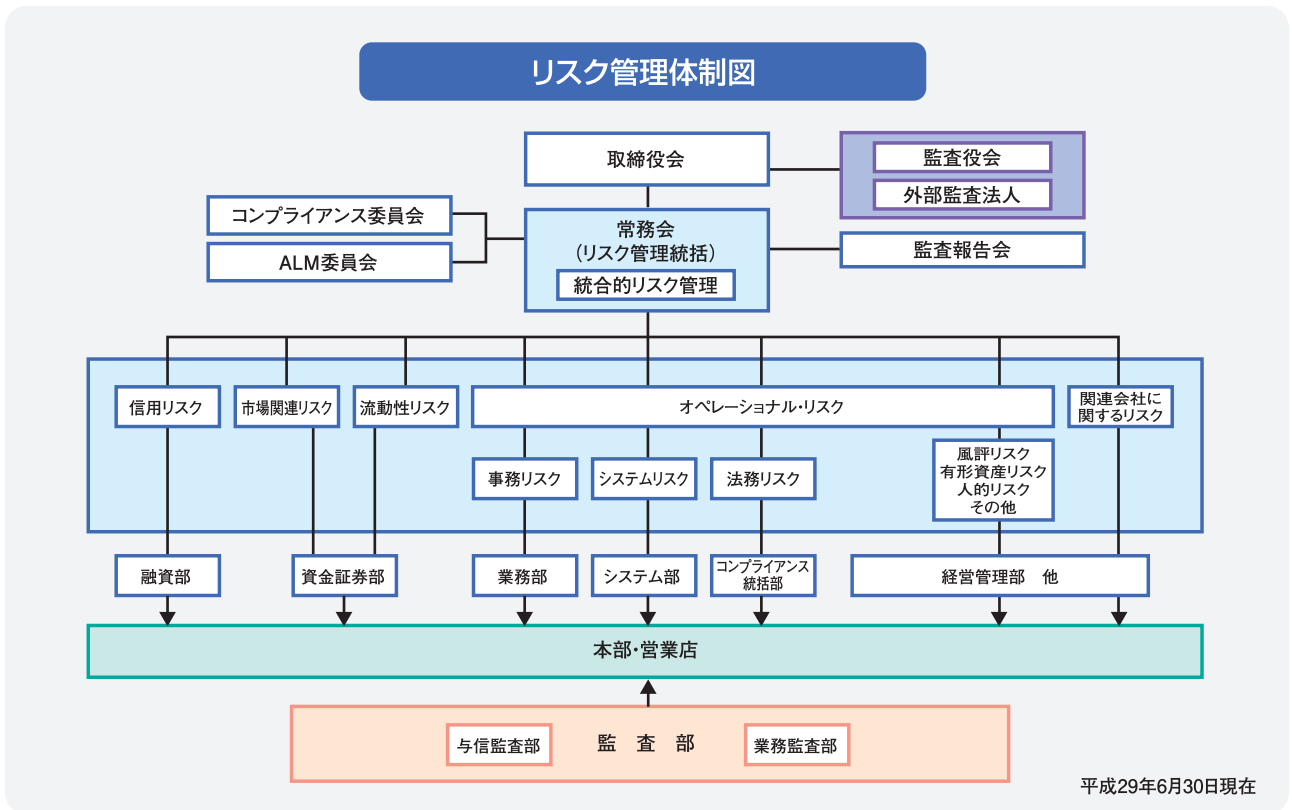 リスク管理体制図
取締役会
監査役会
外部監査法人
コンプライアンス委員会
ALM委員会
常務会
(リスク管理統括)
統合的リスク管理
監査報告会
信用リスク
市場関連リスク
流動性リスク
オペレーショナル・リスク
関連会社に
関するリスク
事務リスク
システムリスク
法務リスク
風評リスク
有形資産リスク
人的リスク
その他
融資部
資金証券部
業務部
システム部
コンプライアンス
統括部
経営管理部 他
本部・営業店
与信監査部
監 査 部
業務監査部
平成29年6月30日現在